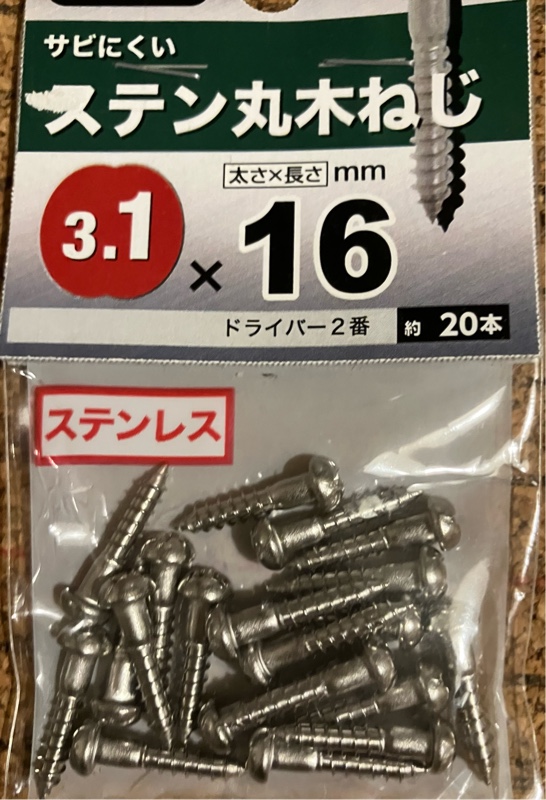 サビにくい
ステン丸木ねじ
太さ×長さ mm
3.1 × 16
ドライバー2番 約 20本
ステンレス